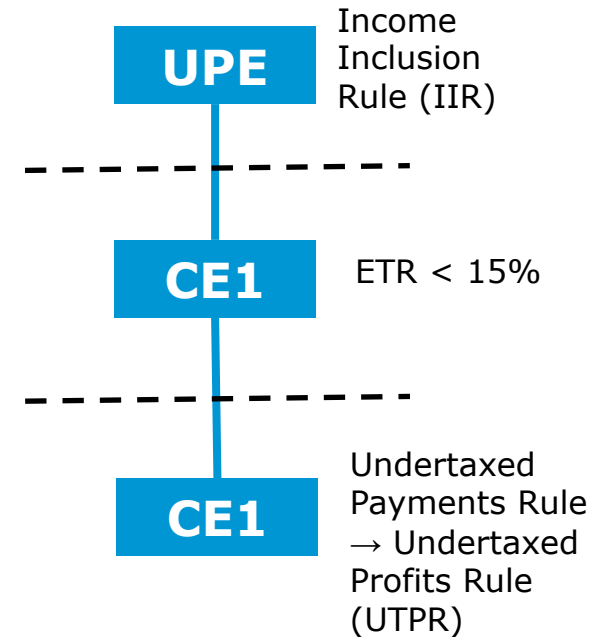 UPE
Income
Inclusion
Rule (IIR)
CE1
ETR < 15%
CE1
Undertaxed
Payments Rule
→ Undertaxed
Profits Rule
(UTPR)